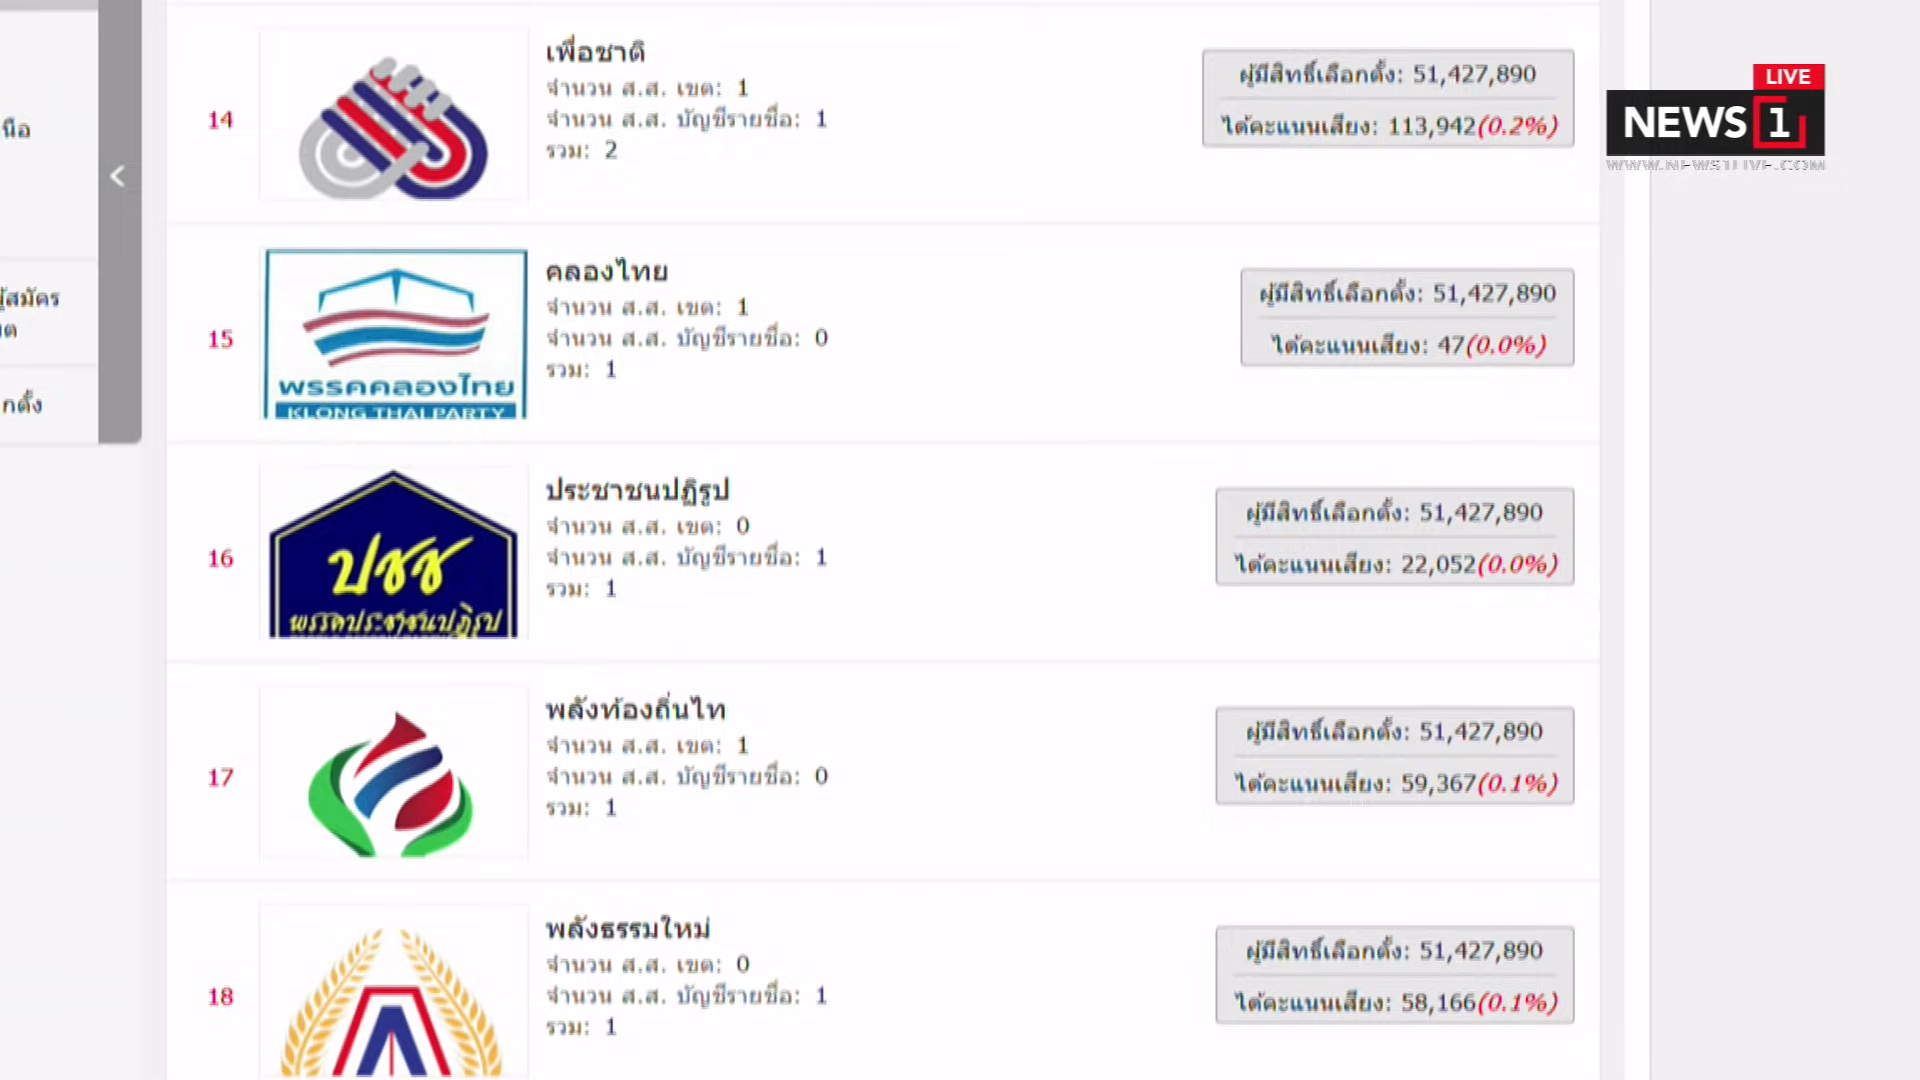 LIVE
NEWS 1
WWW.NEWS1LIVE.COM
นือ
ผู้สมัคร
กตั้ง
14
เพื่อชาติ
จำนวน ส.ส. เขต: 1
จำนวน ส.ส. บัญชีรายชื่อ: 1
รวม: 2
ผู้มีสิทธิ์เลือกตั้ง: 51,427,890
ได้คะแนนเสียง: 113,942(0.2%)
15
พรรคคลองไทย
KLONG THAI PARTY
คลองไทย
จำนวน ส.ส. เขต: 1
จำนวน ส.ส. บัญชีรายชื่อ: 0
รวม: 1
ผู้มีสิทธิ์เลือกตั้ง: 51,427,890
ได้คะแนนเสียง: 47(0.0%)
16
ปชช
พรรคประชาชนปฏิรูป
ประชาชนปฏิรูป
จำนวน ส.ส. เขต: 0
จำนวน ส.ส. บัญชีรายชื่อ: 1
รวม: 1
ผู้มีสิทธิ์เลือกตั้ง: 51,427,890
ได้คะแนนเสียง: 22,052(0.0%)
17
พลังท้องถิ่นไท
จำนวน ส.ส. เขต: 1
จำนวน ส.ส. บัญชีรายชื่อ: 0
รวม: 1
ผู้มีสิทธิ์เลือกตั้ง: 51,427,890
ได้คะแนนเสียง: 59,367(0.1%)
18
พลังธรรมใหม่
จำนวน ส.ส. เขต: 0
จำนวน ส.ส. บัญชีรายชื่อ: 1
รวม: 1
ผู้มีสิทธิ์เลือกตั้ง: 51,427,890
ได้คะแนนเสียง: 58,166(0.1%)